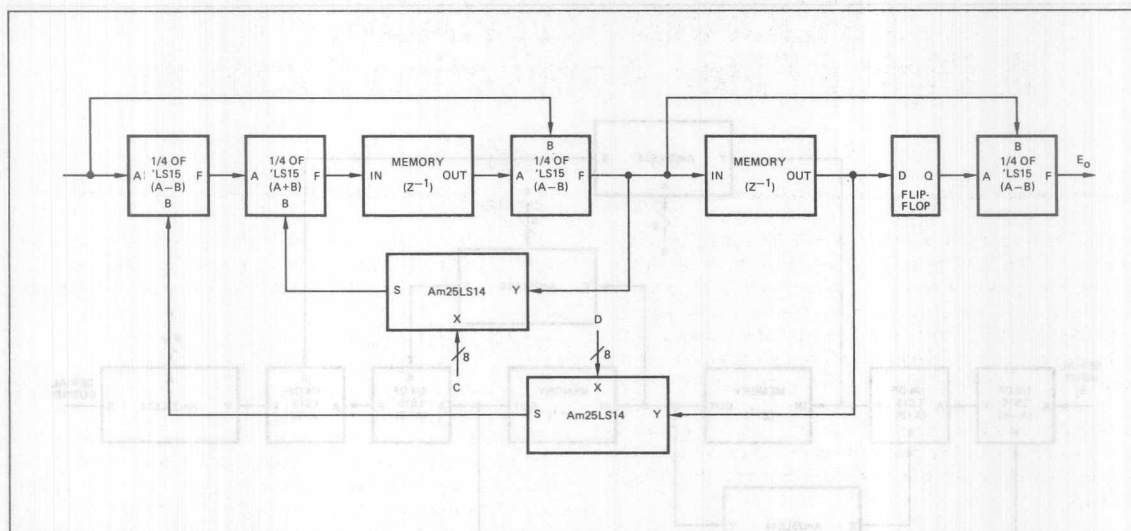 A
1/4 OF
'LS15
(A−B)
F
B
A
1/4 OF
'LS15
(A+B)
F
B
MEMORY
IN
OUT
(Z⁻¹)
B
1/4 OF
'LS15
(A−B)
A
F
MEMORY
IN
OUT
(Z⁻¹)
D
Q
FLIP-
FLOP
B
1/4 OF
'LS15
(A−B)
A
F
E₀
S
Am25LS14
Y
X
8
C
D
8
X
S
Am25LS14
Y